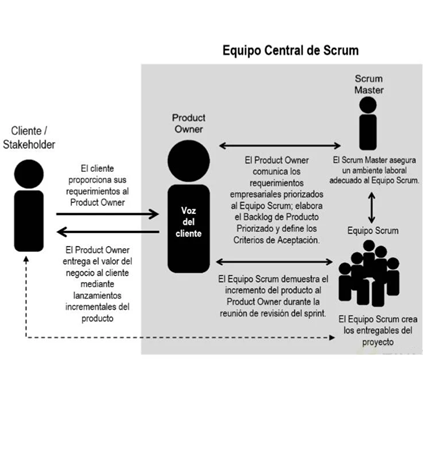 Equipo Central de Scrum
Scrum
Master
Product
Owner
Cliente /
Stakeholder
El cliente
proporciona sus
requerimientos al
Product Owner
Voz
del
cliente
El Product Owner
entrega el valor del
negocio al cliente
mediante
lanzamientos
incrementales del
producto
El Product Owner
comunica los
requerimientos
empresariales priorizados
al Equipo Scrum; elabora
el Backlog de Producto
Priorizado y define los
Criterios de Aceptación.
El Scrum Master asegura
un ambiente laboral
adecuado al Equipo Scrum.
Equipo Scrum
El Equipo Scrum demuestra el
incremento del producto al
Product Owner durante la
reunión de revisión del sprint.
El Equipo Scrum crea
los entregables del
proyecto